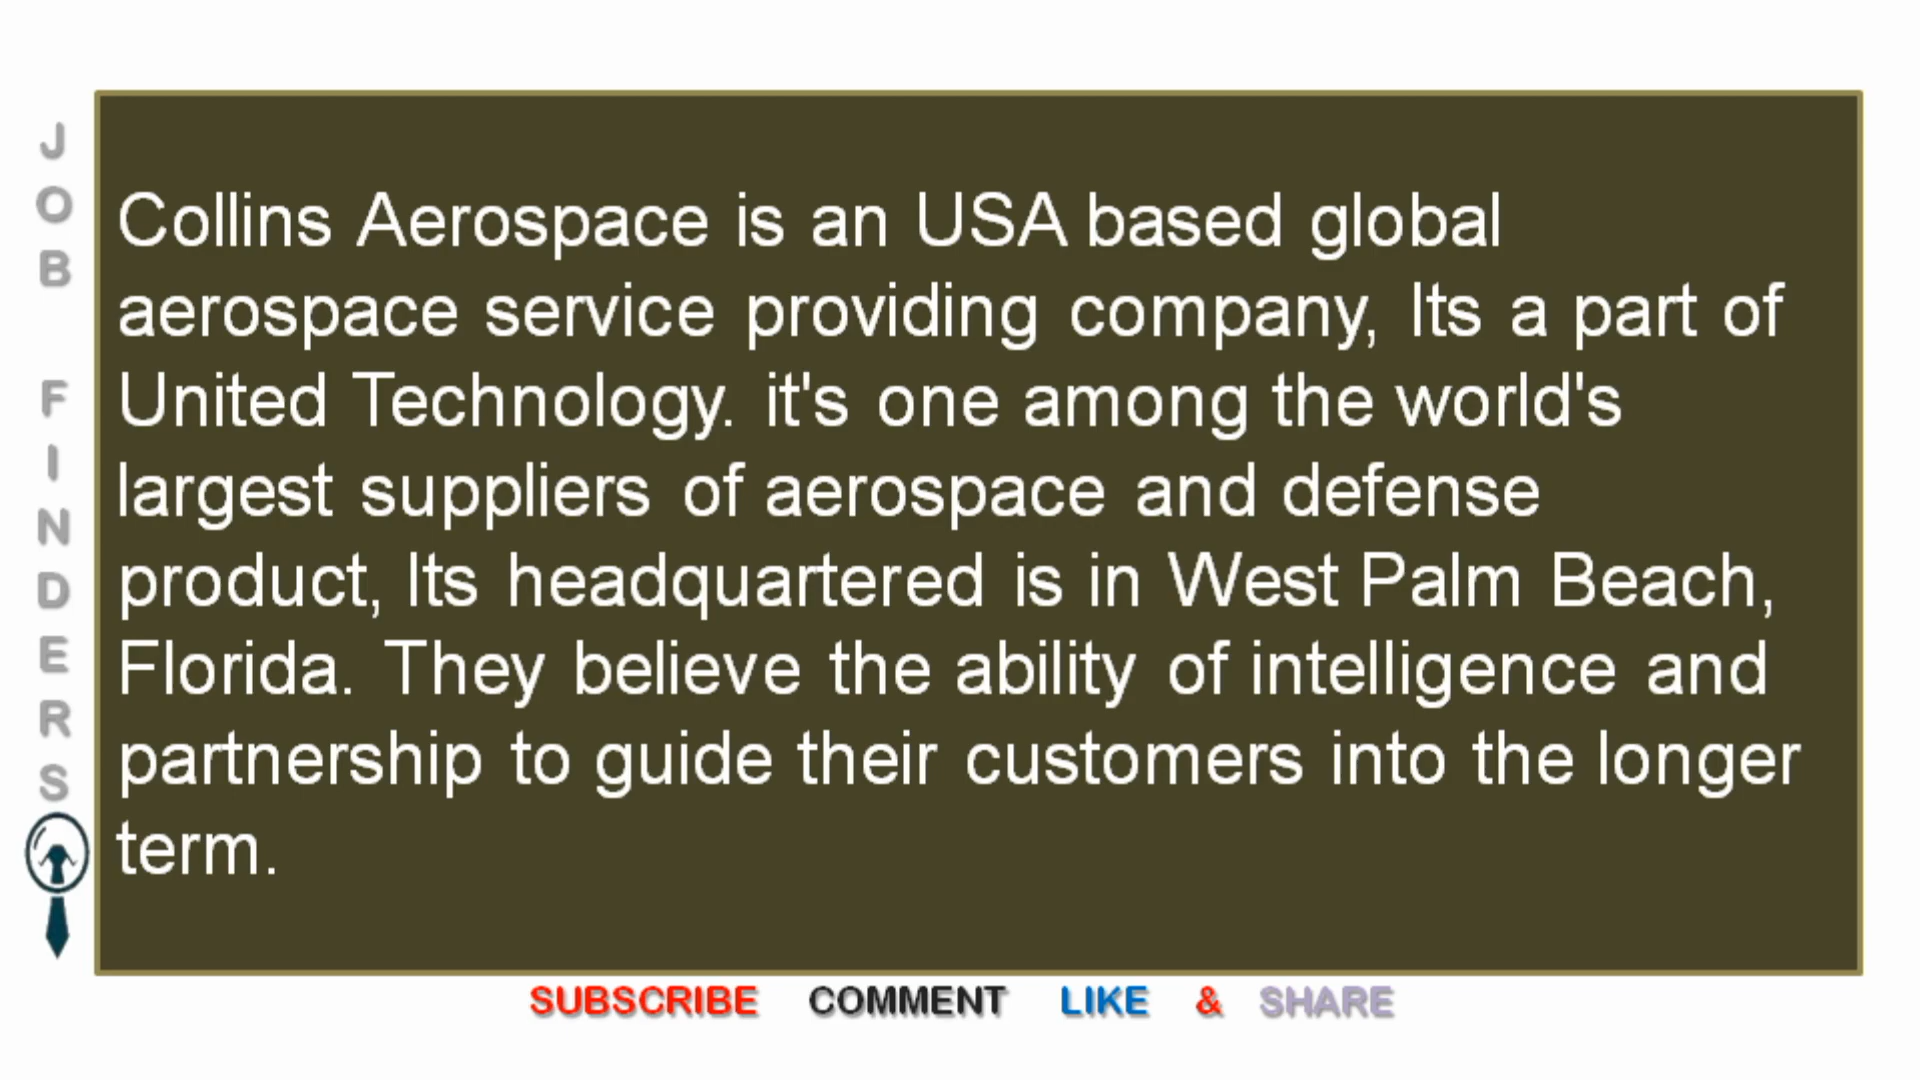 JOB FINDERS
Collins Aerospace is an USA based global
aerospace service providing company, Its a part of
United Technology. it's one among the world's
largest suppliers of aerospace and defense
product, Its headquartered is in West Palm Beach,
Florida. They believe the ability of intelligence and
partnership to guide their customers into the longer
term.
SUBSCRIBE COMMENT LIKE & SHARE